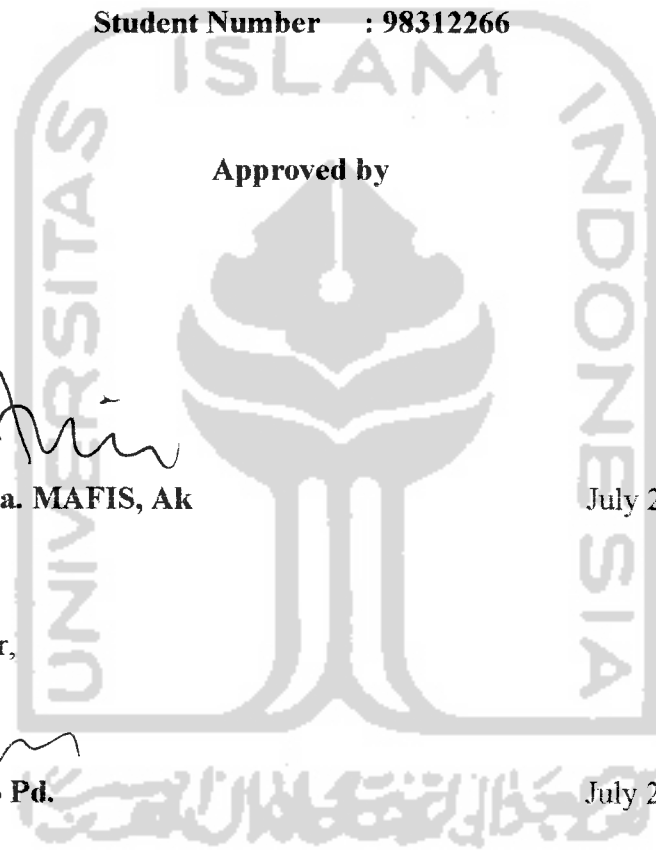 Student Number : 98312266
ISLAM
UNIVERSITAS
INDONESIA
Approved by
a. MAFIS, Ak
July 2
r,
Pd.
July 2